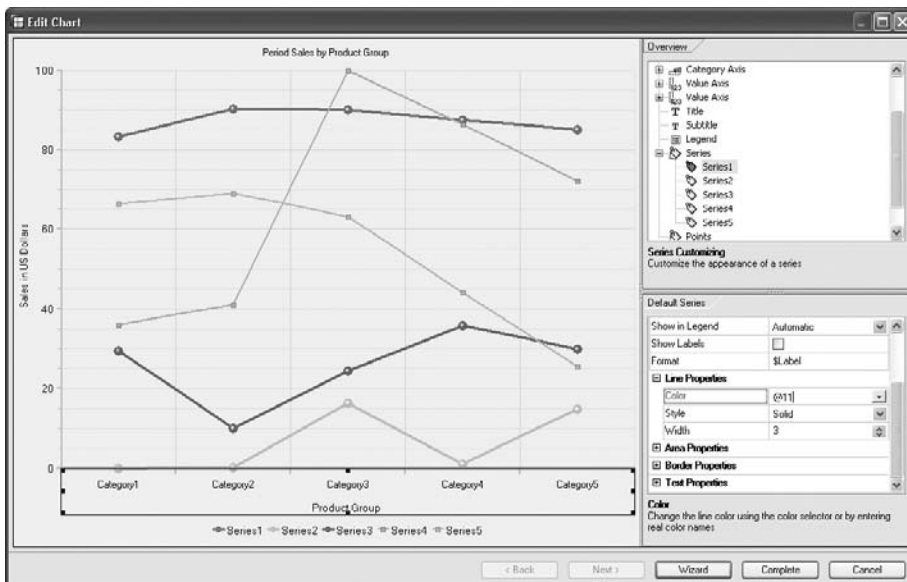 Edit Chart
Period Sales by Product Group
100
80
60
40
20
0
Sales in US Dollars
Category1 Category2 Category3 Category4 Category5
Product Group
Series1 Series2 Series3 Series4 Series5
Overview
Category Axis
Value Axis
Value Axis
Title
Subtitle
Legend
Series
Series1
Series2
Series3
Series4
Series5
Points
Series Customizing
Customize the appearance of a series
Default Series
Show in Legend Automatic
Show Labels
Format $Label
Line Properties
Color @11
Style Solid
Width 3
Area Properties
Border Properties
Text Properties
Color
Change the line color using the color selector or by entering
real color names
< Back Next > Wizard Complete Cancel